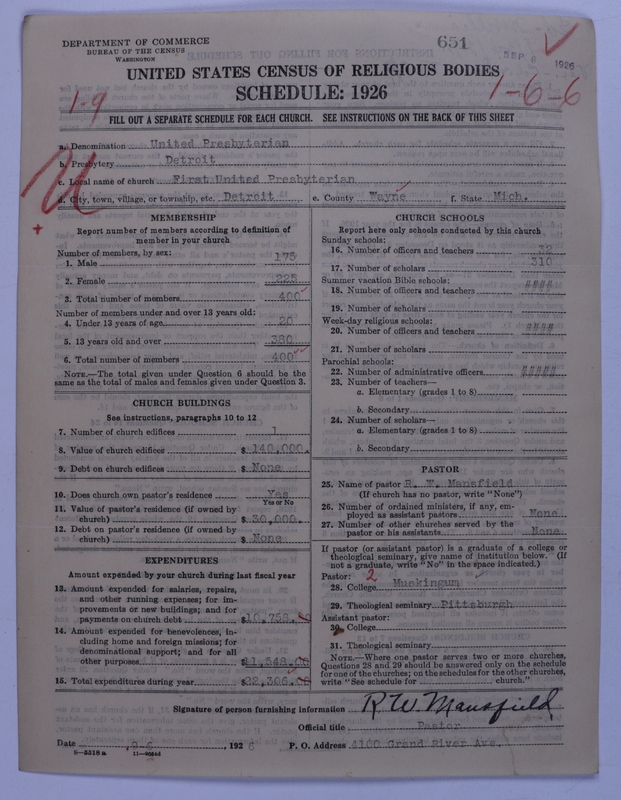 DEPARTMENT OF COMMERCE
BUREAU OF THE CENSUS
WASHINGTON
651
SEP 8 1926
UNITED STATES CENSUS OF RELIGIOUS BODIES
SCHEDULE: 1926
1-9
1-6-6
FILL OUT A SEPARATE SCHEDULE FOR EACH CHURCH. SEE INSTRUCTIONS ON THE BACK OF THIS SHEET
U
a. Denomination United Presbyterian
b. Presbytery Detroit
c. Local name of church First United Presbyterian
d. City, town, village, or township, etc. Detroit e. County Wayne f. State Mich.
MEMBERSHIP
Report number of members according to definition of
member in your church
Number of members, by sex:
1. Male 175
2. Female 225
3. Total number of members 400
Number of members under and over 13 years old:
4. Under 13 years of age 20
5. 13 years old and over 380
6. Total number of members 400
NOTE.—The total given under Question 6 should be
same as the total of males and females given under Question 3.
CHURCH BUILDINGS
See instructions, paragraphs 10 to 12
7. Number of church edifices 1
8. Value of church edifices $ 140,000.
9. Debt on church edifices $ None
10. Does church own pastor's residence Yes
Yes or No
11. Value of pastor's residence (if owned by
church) $ 30,000.
12. Debt on pastor's residence (if owned by
church) $ None
EXPENDITURES
Amount expended by your church during last fiscal year
13. Amount expended for salaries, repairs,
and other running expenses; for im-
provements or new buildings; and for
payments on church debt $10,758.00
14. Amount expended for benevolences, in-
cluding home and foreign missions; for
denominational support; and for all
other purposes $11,548.00
15. Total expenditures during year $22,306.00
CHURCH SCHOOLS
Report here only schools conducted by this church
Sunday schools:
16. Number of officers and teachers 32
17. Number of scholars 310
Summer vacation Bible schools:
18. Number of officers and teachers ####
19. Number of scholars
Week-day religious schools:
20. Number of officers and teachers ####
21. Number of scholars
Parochial schools:
22. Number of administrative officers #####
23. Number of teachers—
a. Elementary (grades 1 to 8)
b. Secondary
24. Number of scholars—
a. Elementary (grades 1 to 8)
b. Secondary
PASTOR
25. Name of pastor R. W. Mansfield
(If church has no pastor, write "None")
26. Number of ordained ministers, if any, em-
ployed as assistant pastors None
27. Number of other churches served by the
pastor or his assistants None
If pastor (or assistant pastor) is a graduate of a college or
theological seminary, give name of institution below. (If
not a graduate, write "No" in the space indicated.)
Pastor: 2
28. College Muskingum
29. Theological seminary Pittsburgh
Assistant pastor:
30. College
31. Theological seminary
NOTE.—Where one pastor serves two or more churches,
Questions 28 and 29 should be answered only on the schedule
for one of the churches; on the schedules for the other churches,
write "See schedule for church."
Signature of person furnishing information R. W. Mansfield
Official title Pastor
Date 9-6, 1926 P. O. Address 4100 Grand River Ave.
8-5318a